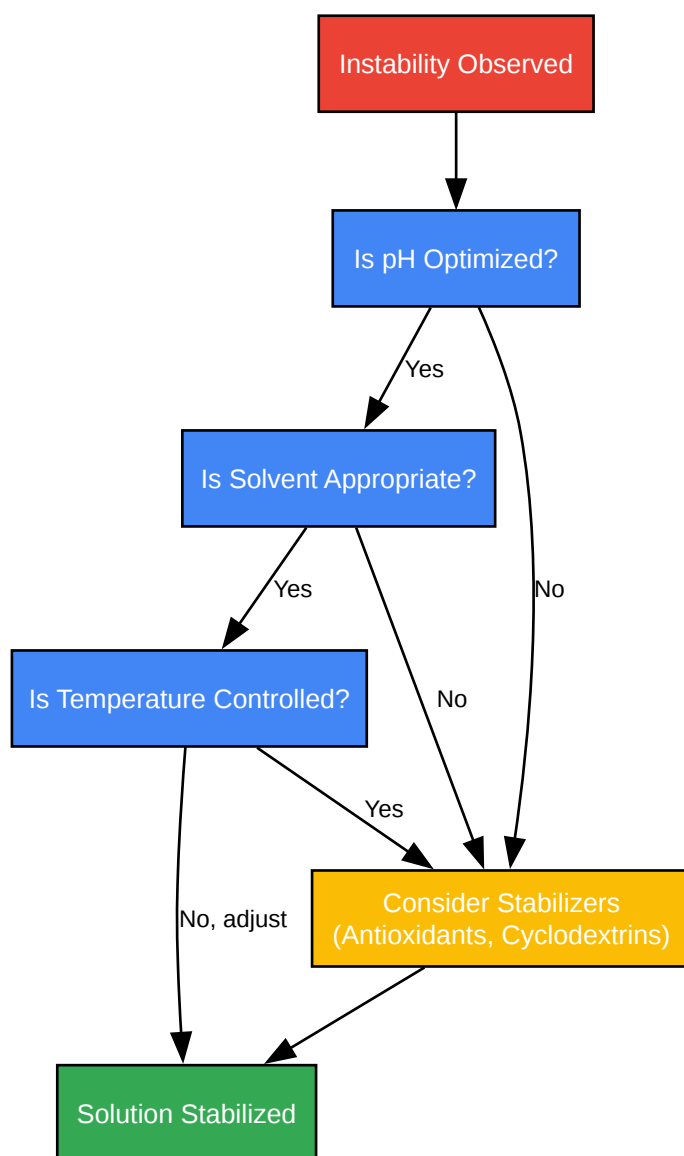 Instability Observed
Is pH Optimized?
Yes
Is Solvent Appropriate?
Yes
No
Is Temperature Controlled?
No
Yes
Consider Stabilizers
(Antioxidants, Cyclodextrins)
No, adjust
Solution Stabilized